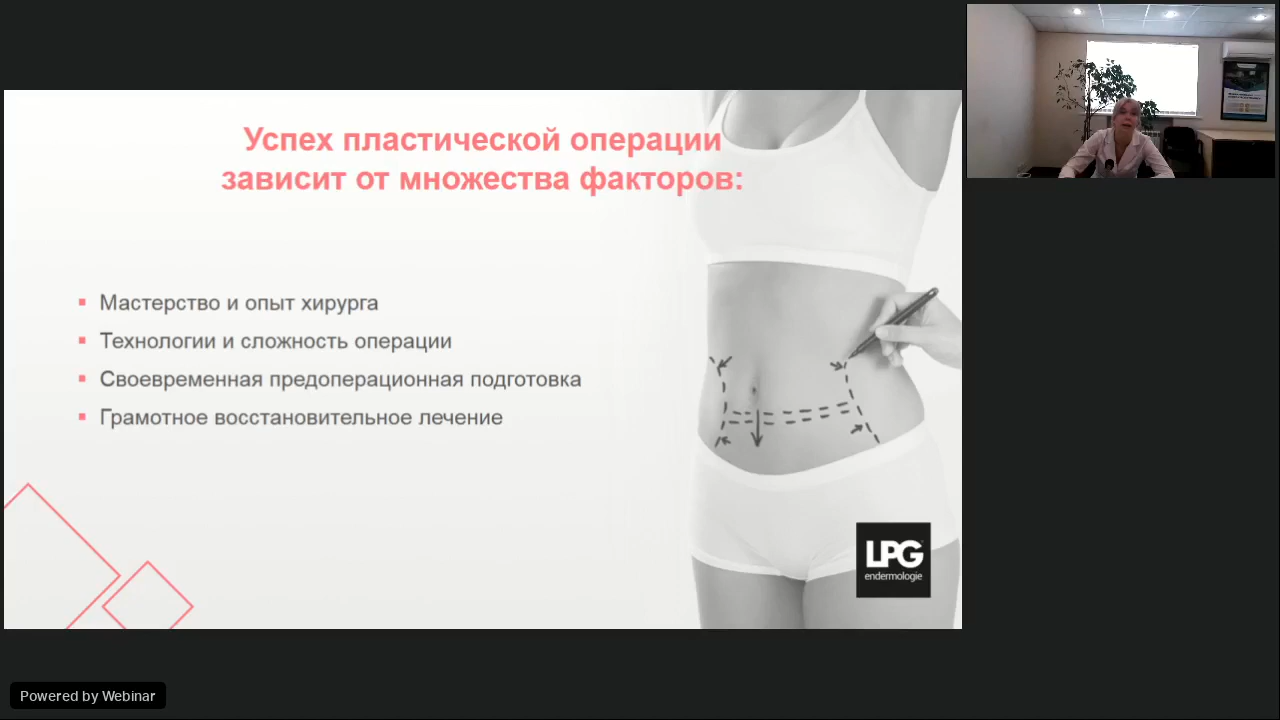 Успех пластической операции
зависит от множества факторов:
Мастерство и опыт хирурга
Технологии и сложность операции
Своевременная предоперационная подготовка
Грамотное восстановительное лечение
LPG
endermologie
Powered by Webinar